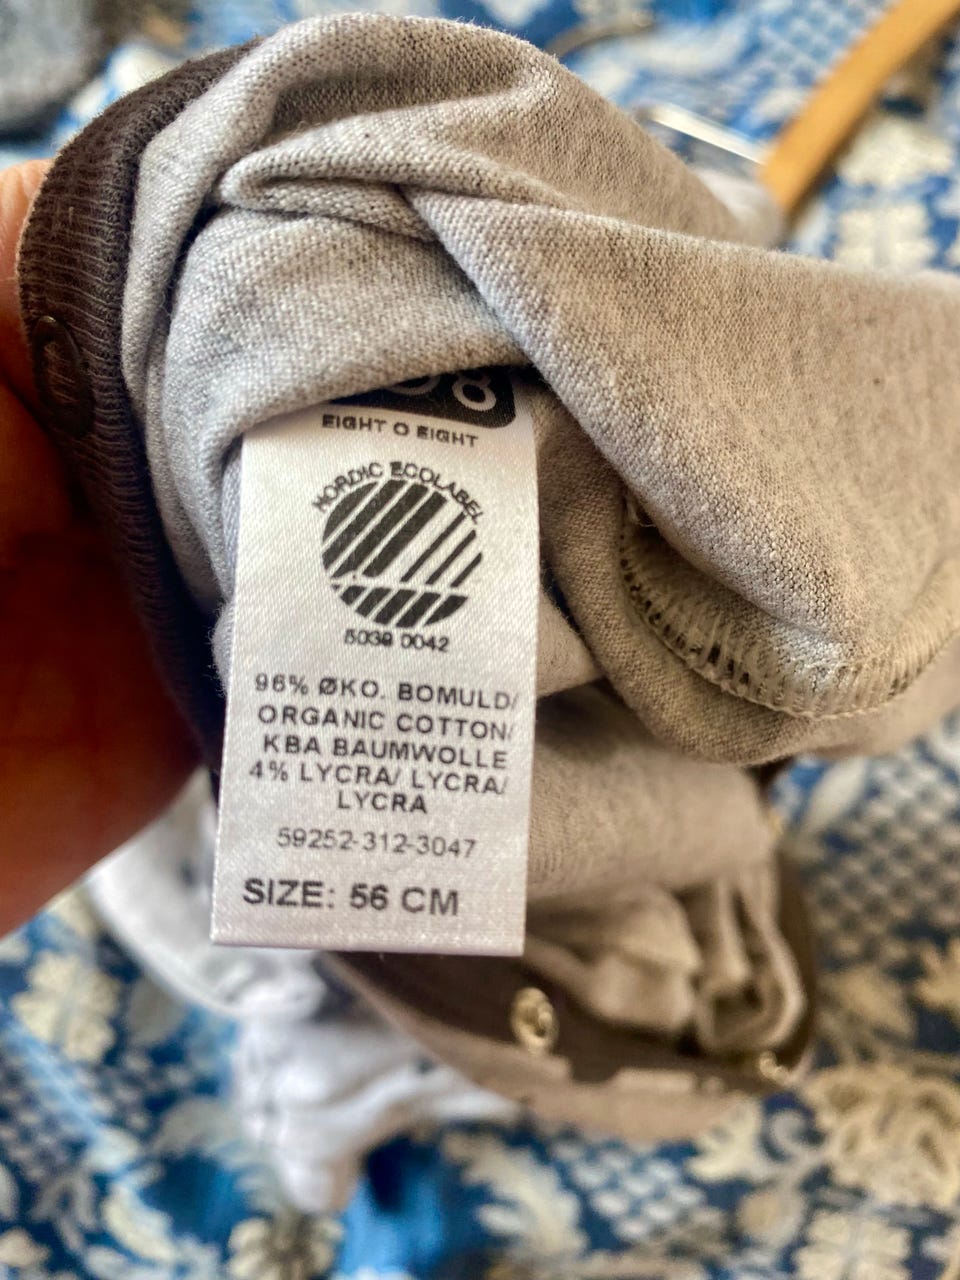 8
EIGHT O EIGHT
NORDIC ECOLABEL
5039 0042
96% ØKO. BOMULD/
ORGANIC COTTON/
KBA BAUMWOLLE
4% LYCRA/ LYCRA/
LYCRA
59252-312-3047
SIZE: 56 CM